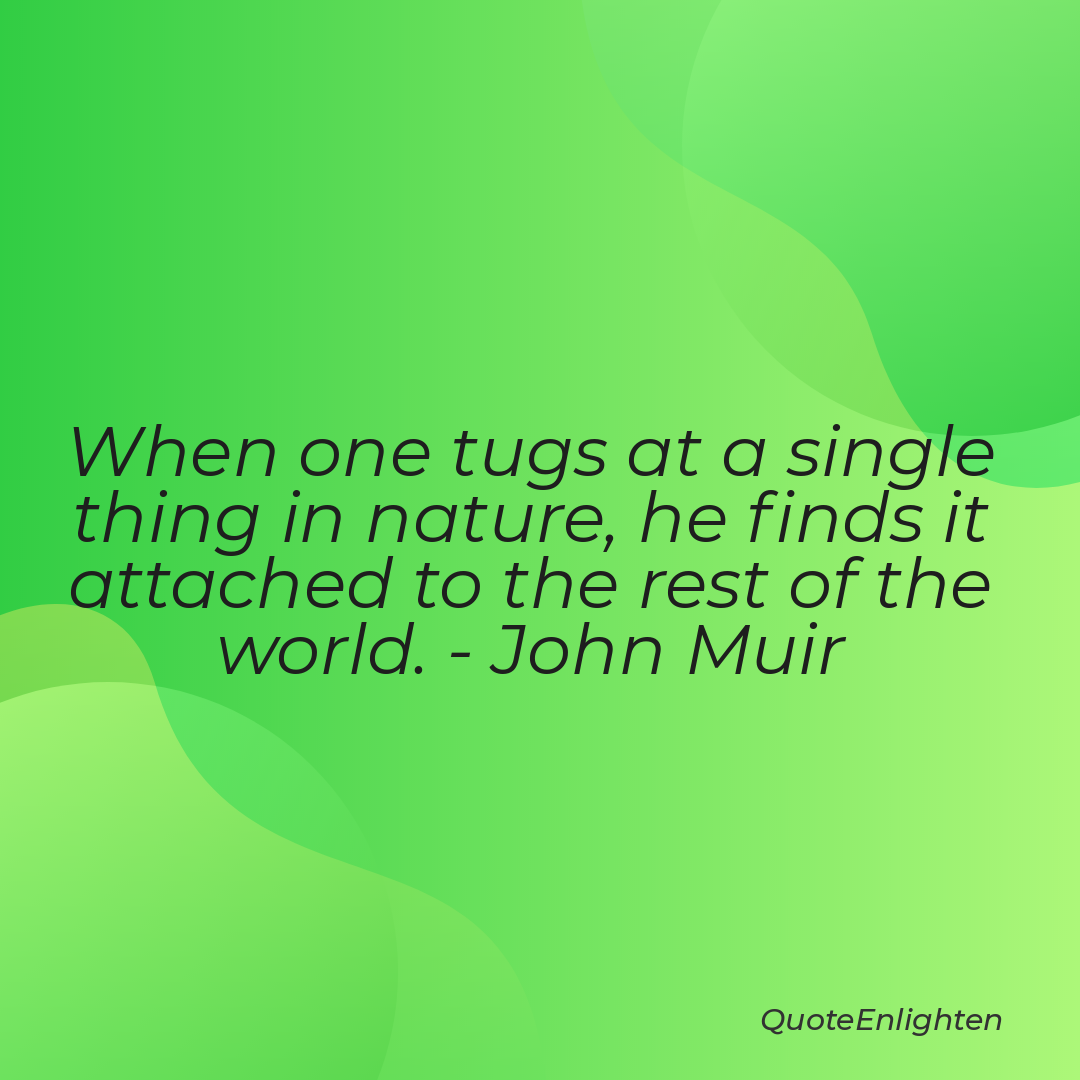 When one tugs at a single
thing in nature, he finds it
attached to the rest of the
world. - John Muir
QuoteEnlighten